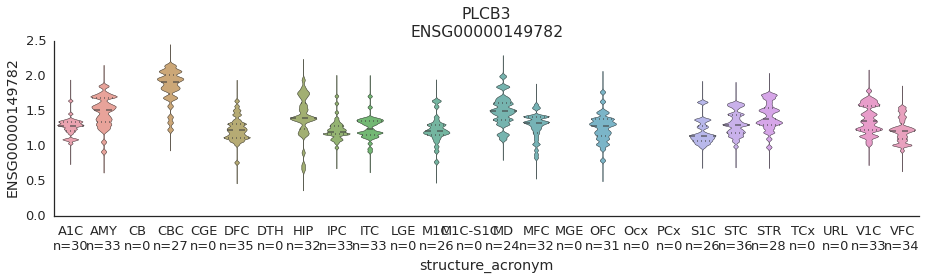 PLCB3
ENSG00000149782
ENSG00000149782
2.5
2.0
1.5
1.0
0.5
0.0
A1C AMY CB CBC CGE DFC DTH HIP IPC ITC LGE M1C M1C-S1C MD MFC MGE OFC Ocx PCx S1C STC STR TCx URL V1C VFC
n=30 n=33 n=0 n=27 n=0 n=35 n=0 n=32 n=33 n=33 n=0 n=26 n=0 n=24 n=32 n=0 n=31 n=0 n=0 n=26 n=36 n=28 n=0 n=0 n=33 n=34
structure_acronym